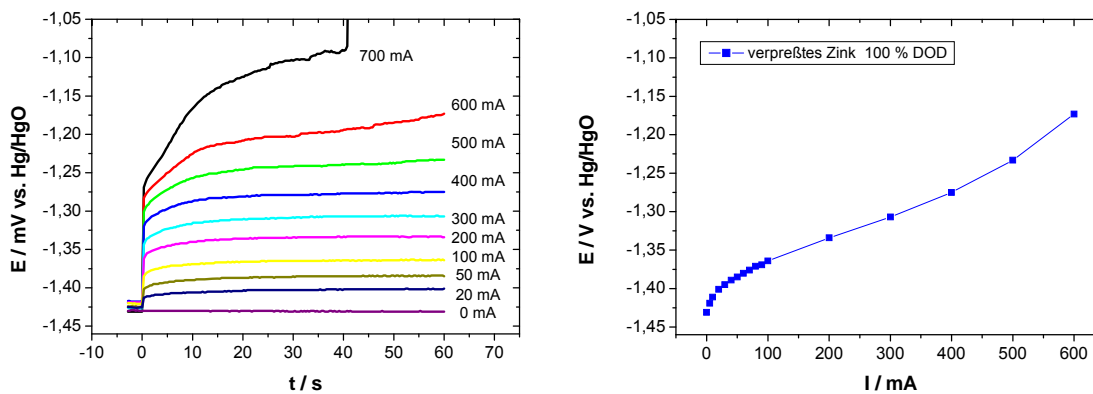 -1,05
-1,10
-1,15
-1,20
-1,25
-1,30
-1,35
-1,40
-1,45
E / mV vs. Hg/HgO
700 mA
600 mA
500 mA
400 mA
300 mA
200 mA
100 mA
50 mA
20 mA
0 mA
-10 0 10 20 30 40 50 60 70
t / s
-1,05
-1,10
-1,15
-1,20
-1,25
-1,30
-1,35
-1,40
-1,45
E / V vs. Hg/HgO
verpreßtes Zink 100 % DOD
0 100 200 300 400 500 600
I / mA